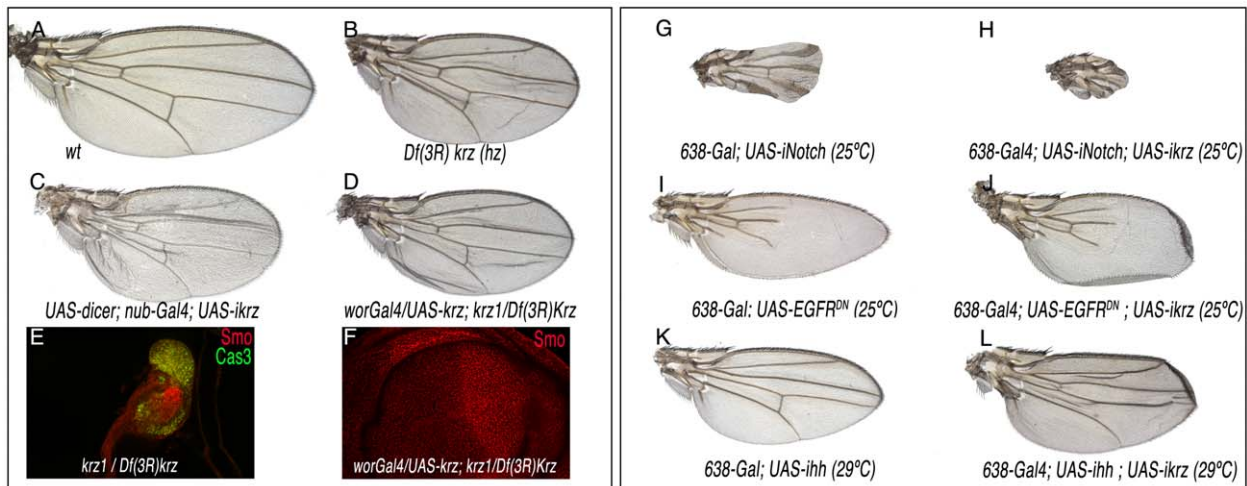 A
B
wt
Df(3R) krz (hz)
C
D
UAS-dicer; nub-Gal4; UAS-ikrz
worGal4/UAS-krz; krz1/Df(3R)Krz
E
Smo
Cas3
krz1 / Df(3R)krz
F
Smo
worGal4/UAS-krz; krz1/Df(3R)Krz
G
H
638-Gal; UAS-iNotch (25ºC)
638-Gal4; UAS-iNotch; UAS-ikrz (25ºC)
I
J
638-Gal: UAS-EGFRᴰᴺ (25ºC)
638-Gal4; UAS-EGFRᴰᴺ ; UAS-ikrz (25ºC)
K
L
638-Gal; UAS-ihh (29ºC)
638-Gal4; UAS-ihh ; UAS-ikrz (29ºC)